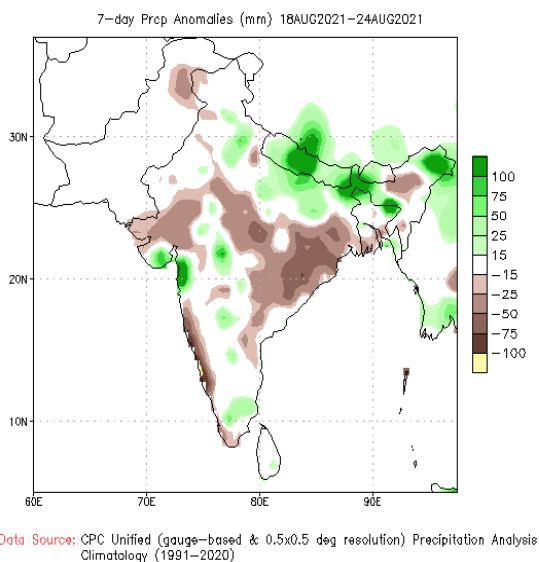 7-day Prcp Anomalies (mm) 18AUG2021-24AUG2021
30N
20N
10N
60E 70E 80E 90E
100
75
50
25
15
-15
-25
-50
-75
-100
Data Source: CPC Unified (gauge-based & 0.5x0.5 deg resolution) Precipitation Analysis
Climatology (1991-2020)